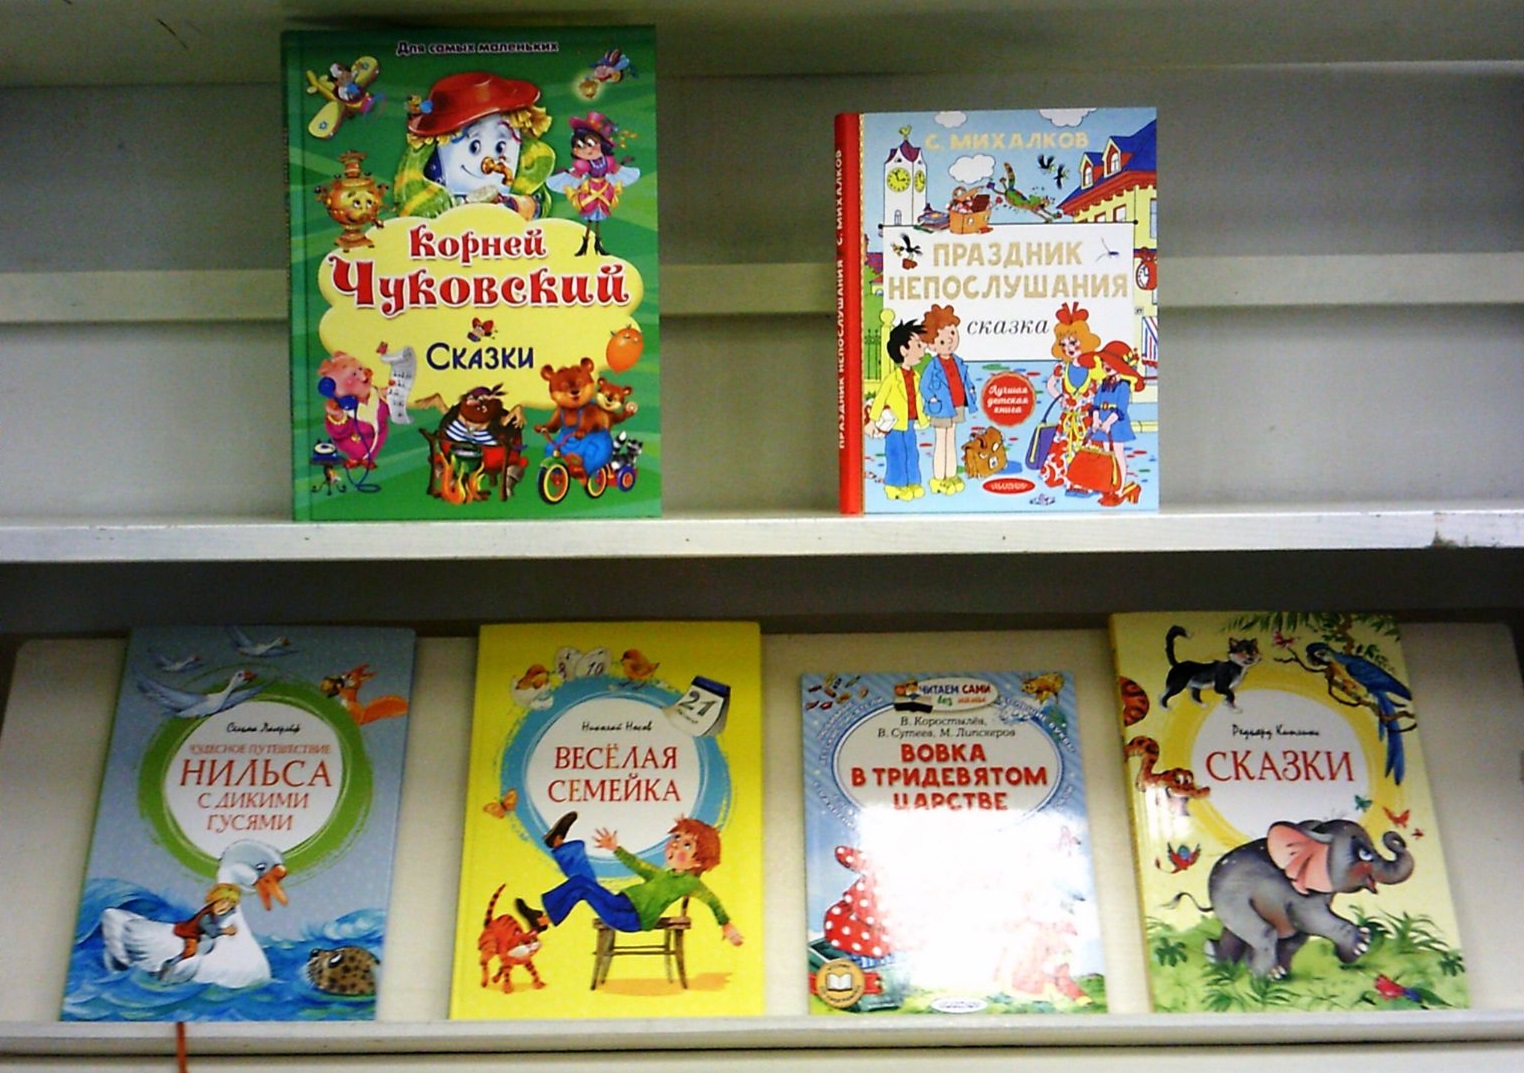 Для самых маленьких
Корней
Чуковский
Сказки
С. МИХАЛКОВ
ПРАЗДНИК
НЕПОСЛУШАНИЯ
сказка
Лучшая
детская
книга
ПРАЗДНИК НЕПОСЛУШАНИЯ С. МИХАЛКОВ
Сельма Лагерлёф
ЧУДЕСНОЕ ПУТЕШЕСТВИЕ
НИЛЬСА
С ДИКИМИ
ГУСЯМИ
9 10
21
Николай Носов
ВЕСЁЛАЯ
СЕМЕЙКА
ЧИТАЕМ САМИ
без мамы
В. Коростылёв,
В. Сутеев, М. Липскеров
ВОВКА
В ТРИДЕВЯТОМ
ЦАРСТВЕ
Редьярд Киплинг
СКАЗКИ